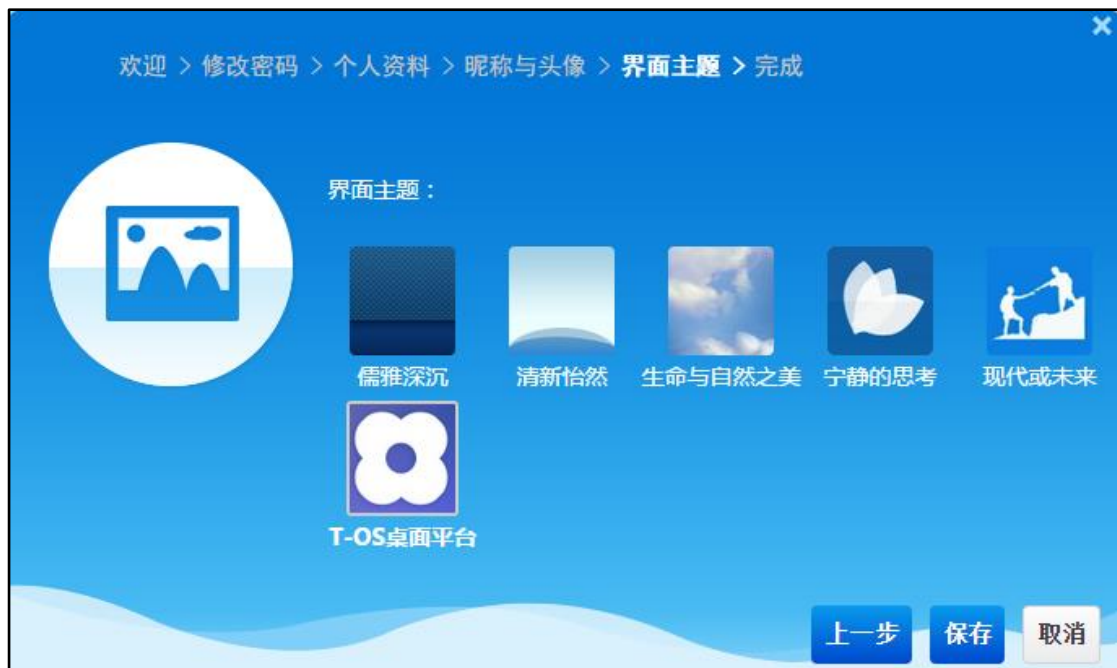 欢迎 > 修改密码 > 个人资料 > 昵称与头像 > 界面主题 > 完成
界面主题：
儒雅深沉 清新怡然 生命与自然之美 宁静的思考 现代或未来
T-OS桌面平台
上一步 保存 取消